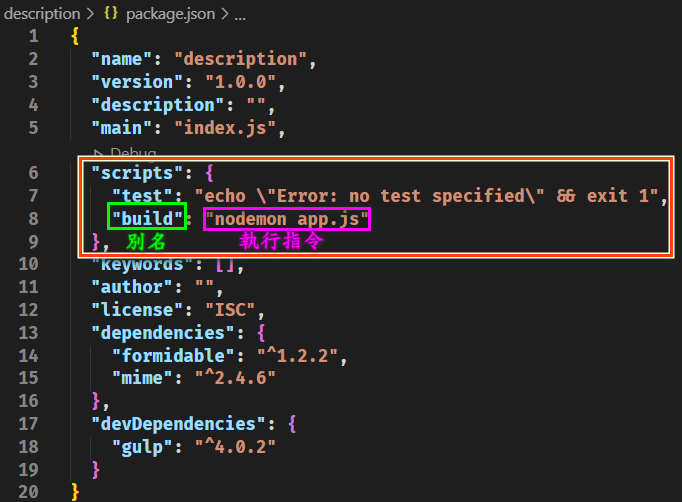 description > {} package.json > ...
1 {
2 "name": "description",
3 "version": "1.0.0",
4 "description": "",
5 "main": "index.js",
Debug
6 "scripts": {
7 "test": "echo \"Error: no test specified\" && exit 1",
8 "build": "nodemon app.js"
9 }, 別名 執行指令
10 "keywords": [],
11 "author": "",
12 "license": "ISC",
13 "dependencies": {
14 "formidable": "^1.2.2",
15 "mime": "^2.4.6"
16 },
17 "devDependencies": {
18 "gulp": "^4.0.2"
19 }
20 }